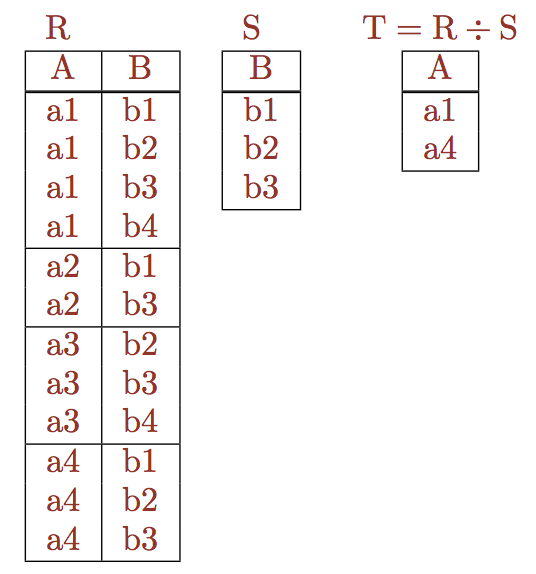 R S T = R ÷ S
A B B A
a1 b1 b1 a1
a1 b2 b2 a4
a1 b3 b3
a1 b4
a2 b1
a2 b3
a3 b2
a3 b3
a3 b4
a4 b1
a4 b2
a4 b3